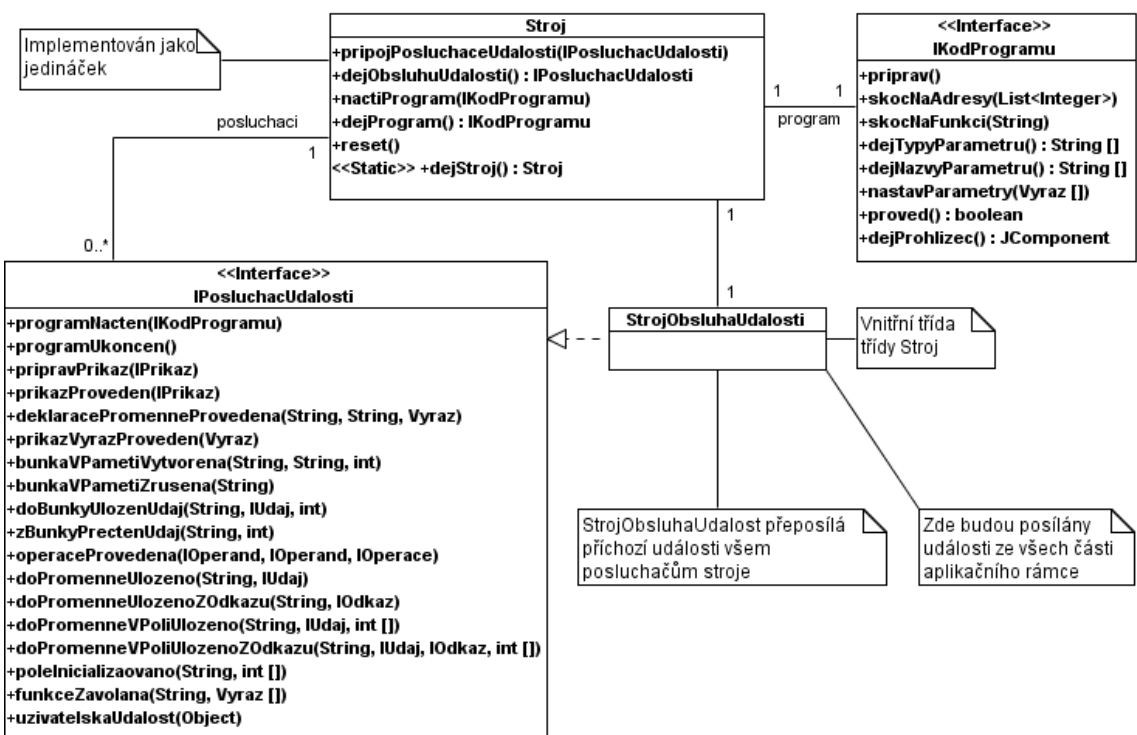 Implementován jako
jedináček
Stroj
+pripojPosluchaceUdalosti(IPosluchacUdalosti)
+dejObsluhuUdalosti() : IPosluchacUdalosti
+nactiProgram(IKodProgramu)
+dejProgram() : IKodProgramu
+reset()
<<Static>> +dejStroj() : Stroj
1
1
program
<<Interface>>
IKodProgramu
+priprav()
+skocNaAdresy(List<Integer>)
+skocNaFunkci(String)
+dejTypyParametru() : String []
+dejNazvyParametru() : String []
+nastavParametry(Vyraz [])
+proved() : boolean
+dejProhlizec() : JComponent
posluchaci
1
0..*
1
1
<<Interface>>
IPosluchacUdalosti
+programNacten(IKodProgramu)
+programUkoncen()
+pripravPrikaz(IPrikaz)
+prikazProveden(IPrikaz)
+deklaracePromenneProvedena(String, String, Vyraz)
+prikazVyrazProveden(Vyraz)
+bunkaVPametiVytvorena(String, String, int)
+bunkaVPametiZrusena(String)
+doBunkyUlozenUdaj(String, IUdaj, int)
+zBunkyPrectenUdaj(String, int)
+operaceProvedena(IOperand, IOperand, IOperace)
+doPromenneUlozeno(String, IUdaj)
+doPromenneUlozenoZOdkazu(String, IOdkaz)
+doPromenneVPoliUlozeno(String, IUdaj, int [])
+doPromenneVPoliUlozenoZOdkazu(String, IUdaj, IOdkaz, int [])
+poleInicializaovano(String, int [])
+funkceZavolana(String, Vyraz [])
+uzivatelskaUdalost(Object)
StrojObsluhaUdalosti
Vnitřní třída
třídy Stroj
StrojObsluhaUdalost přeposílá
příchozí události všem
posluchačům stroje
Zde budou posílány
události ze všech části
aplikačního rámce